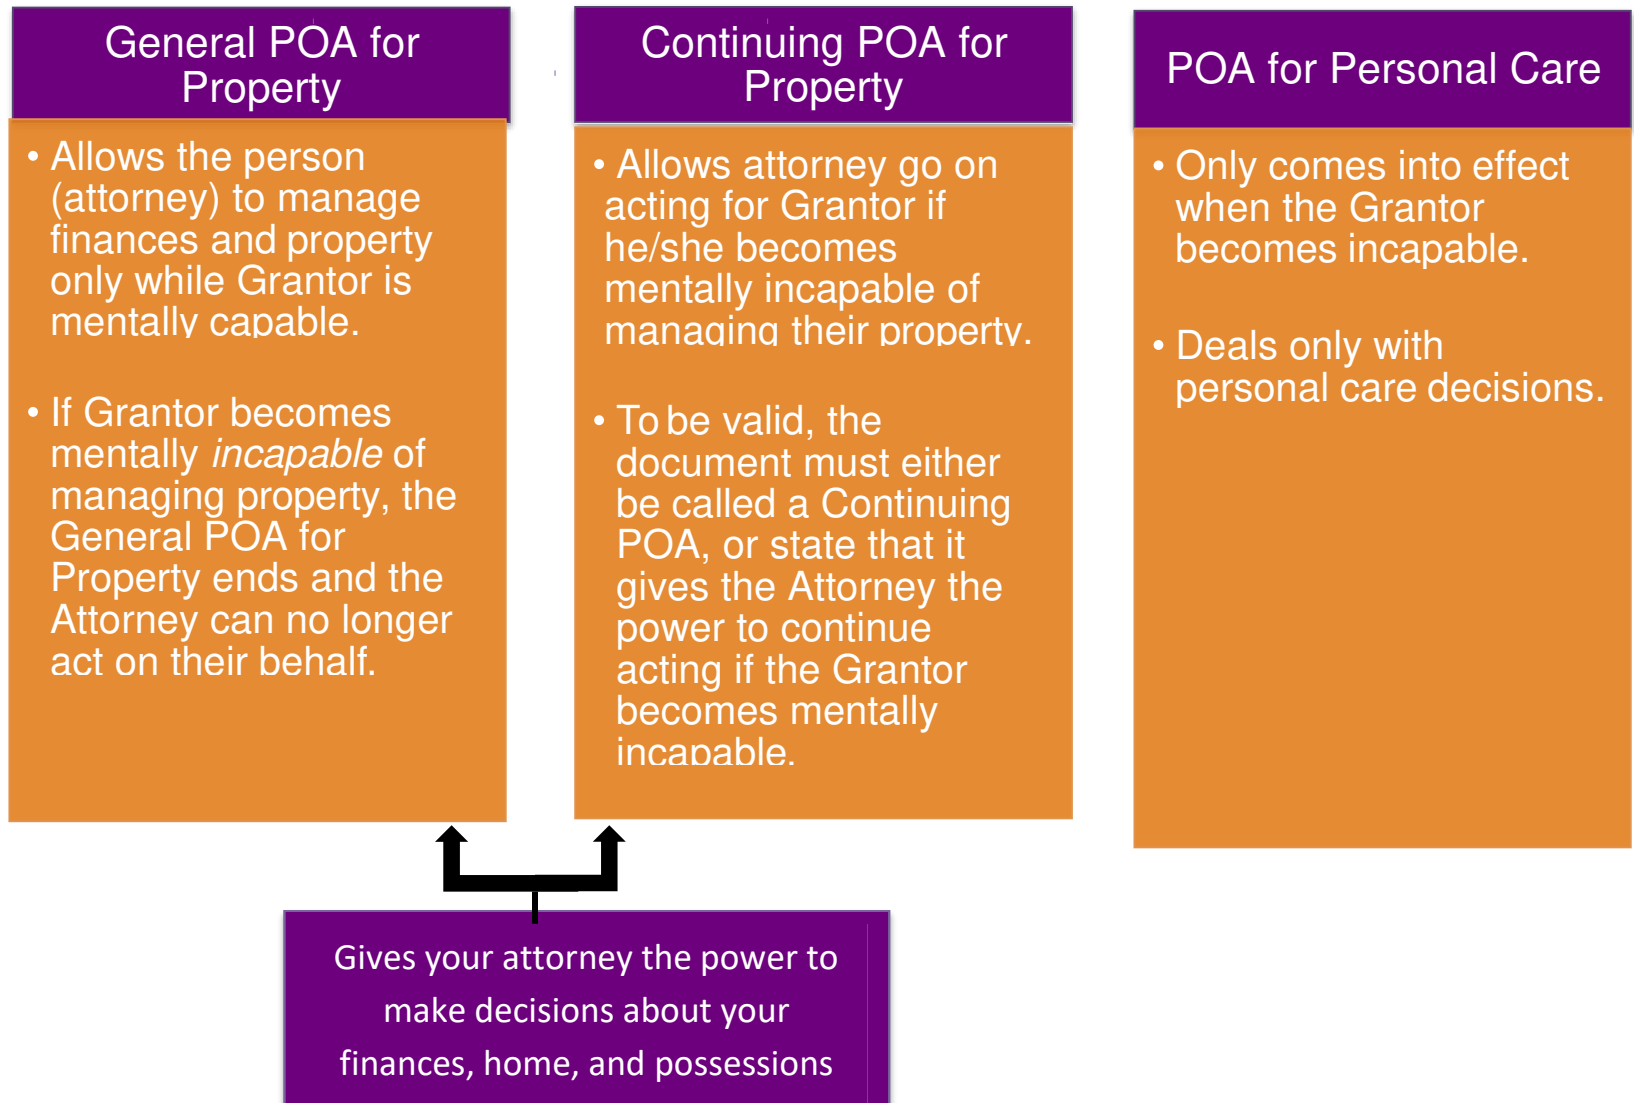 General POA for
Property
• Allows the person
(attorney) to manage
finances and property
only while Grantor is
mentally capable.
• If Grantor becomes
mentally incapable of
managing property, the
General POA for
Property ends and the
Attorney can no longer
act on their behalf.
Continuing POA for
Property
• Allows attorney go on
acting for Grantor if
he/she becomes
mentally incapable of
managing their property.
• To be valid, the
document must either
be called a Continuing
POA, or state that it
gives the Attorney the
power to continue
acting if the Grantor
becomes mentally
incapable.
POA for Personal Care
• Only comes into effect
when the Grantor
becomes incapable.
• Deals only with
personal care decisions.
Gives your attorney the power to
make decisions about your
finances, home, and possessions